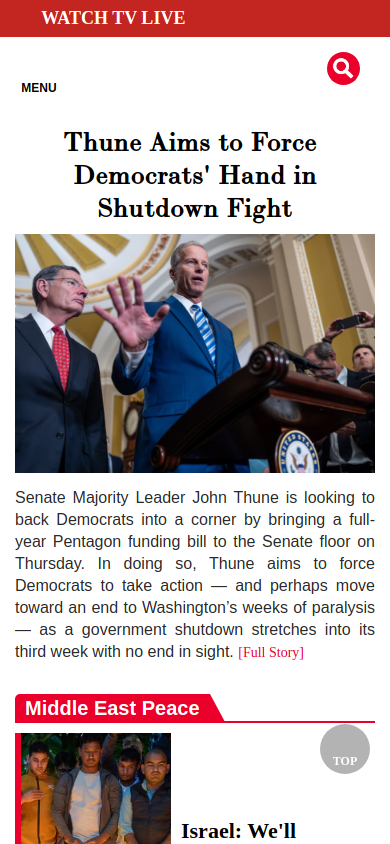 WATCH TV LIVE
MENU
Thune Aims to Force
Democrats' Hand in
Shutdown Fight
Senate Majority Leader John Thune is looking to
back Democrats into a corner by bringing a full-
year Pentagon funding bill to the Senate floor on
Thursday. In doing so, Thune aims to force
Democrats to take action — and perhaps move
toward an end to Washington’s weeks of paralysis
— as a government shutdown stretches into its
third week with no end in sight. [Full Story]
Middle East Peace
TOP
Israel: We'll